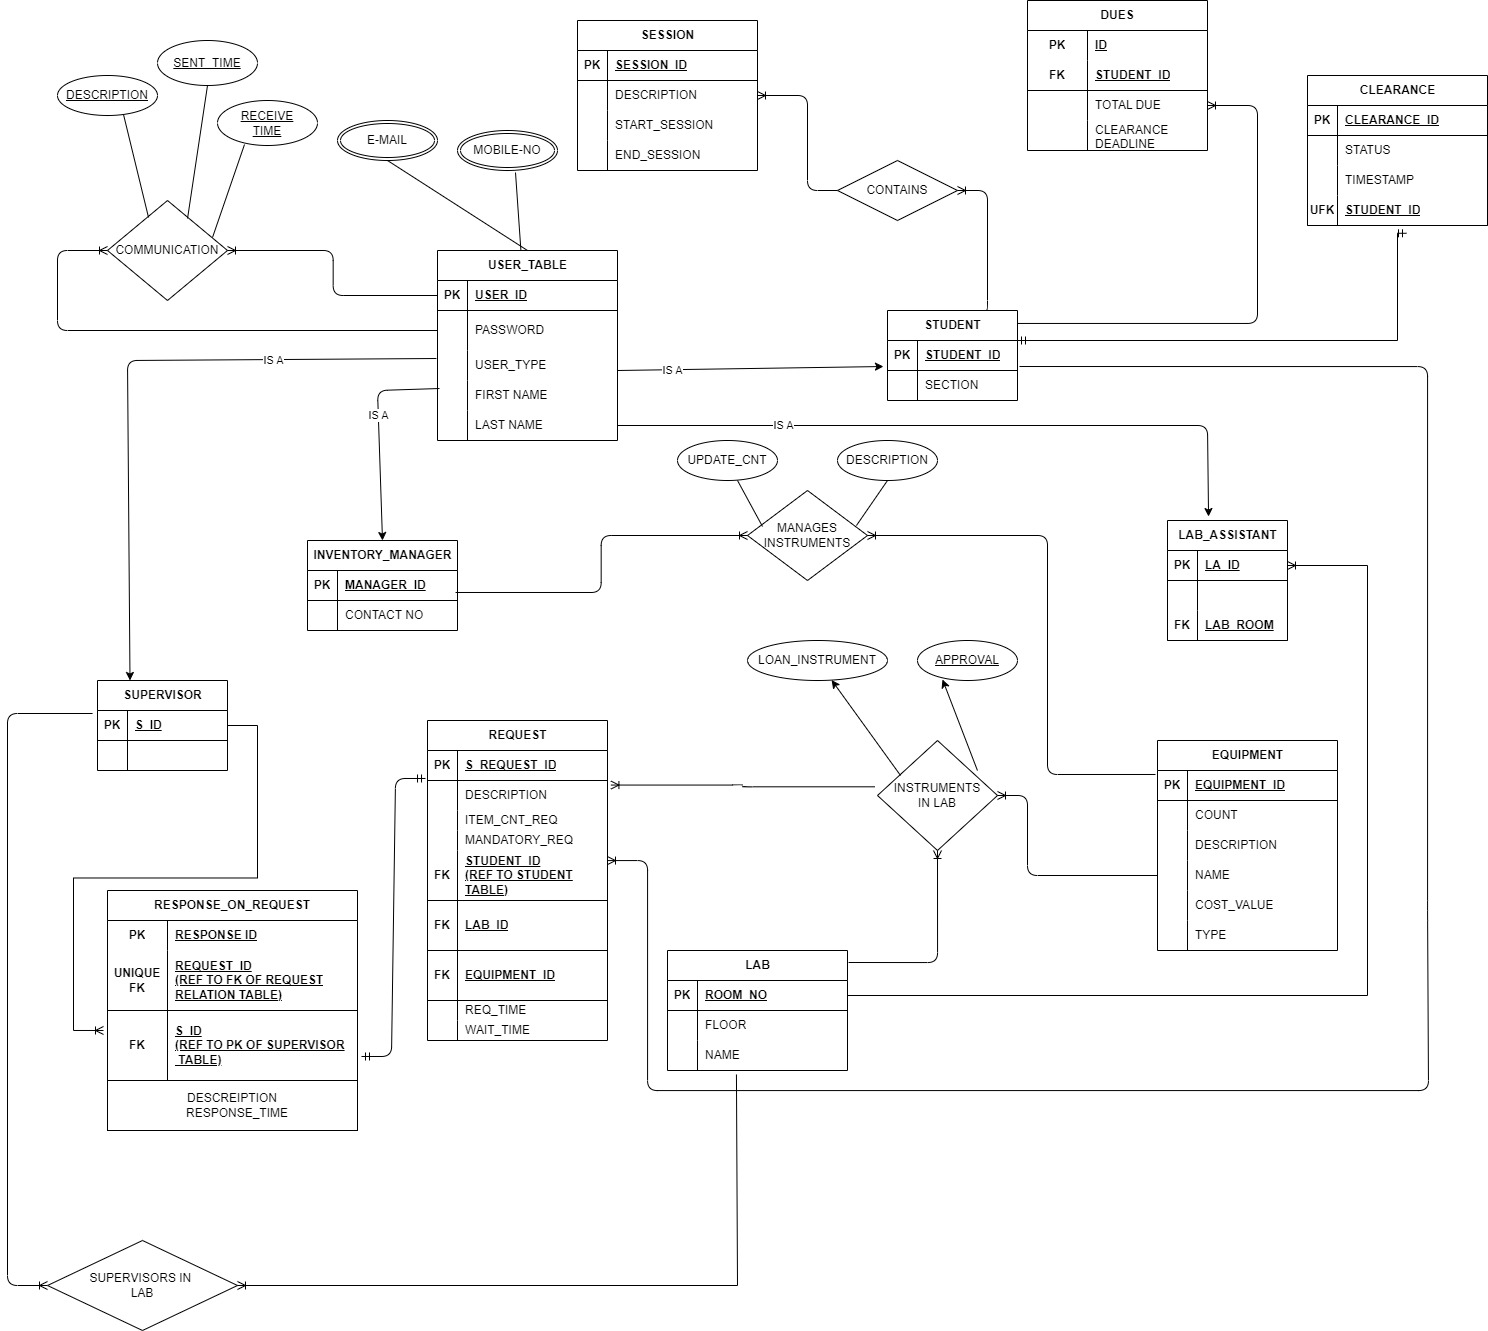 DUES
PK ID
FK STUDENT_ID
TOTAL DUE
CLEARANCE
DEADLINE
SESSION
PK SESSION_ID
DESCRIPTION
START_SESSION
END_SESSION
SENT_TIME
DESCRIPTION
RECEIVE
TIME
E-MAIL
MOBILE-NO
CLEARANCE
PK CLEARANCE_ID
STATUS
TIMESTAMP
UFK STUDENT_ID
CONTAINS
COMMUNICATION
USER_TABLE
PK USER_ID
PASSWORD
USER_TYPE
FIRST NAME
LAST NAME
STUDENT
PK STUDENT_ID
SECTION
IS A
IS A
IS A
IS A
UPDATE_CNT
DESCRIPTION
MANAGES
INSTRUMENTS
LAB_ASSISTANT
PK LA_ID
FK LAB_ROOM
INVENTORY_MANAGER
PK MANAGER_ID
CONTACT NO
LOAN_INSTRUMENT
APPROVAL
SUPERVISOR
PK S_ID
REQUEST
PK S_REQUEST_ID
DESCRIPTION
ITEM_CNT_REQ
MANDATORY_REQ
STUDENT_ID
FK (REF TO STUDENT
TABLE)
FK LAB_ID
FK EQUIPMENT_ID
REQ_TIME
WAIT_TIME
INSTRUMENTS
IN LAB
EQUIPMENT
PK EQUIPMENT_ID
COUNT
DESCRIPTION
NAME
COST_VALUE
TYPE
RESPONSE_ON_REQUEST
PK RESPONSE ID
UNIQUE
FK
REQUEST_ID
(REF TO FK OF REQUEST
RELATION TABLE)
S_ID
FK (REF TO PK OF SUPERVISOR
TABLE)
DESCREIPTION
RESPONSE_TIME
LAB
PK ROOM_NO
FLOOR
NAME
SUPERVISORS IN
LAB